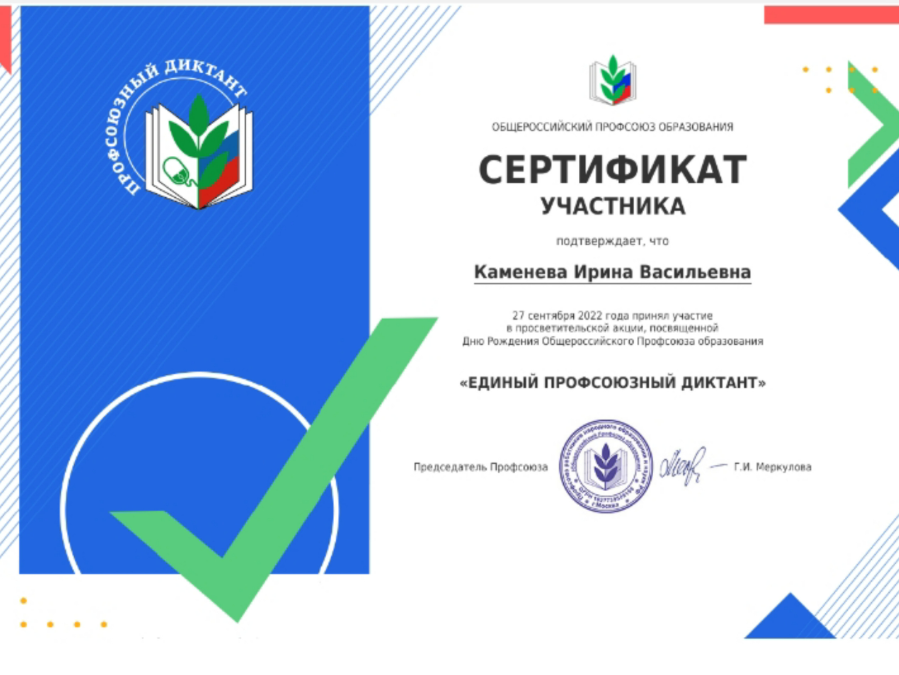 ПРОФСОЮЗНЫЙ ДИКТАНТ
ОБЩЕРОССИЙСКИЙ ПРОФСОЮЗ ОБРАЗОВАНИЯ
СЕРТИФИКАТ
УЧАСТНИКА
подтверждает, что
Каменева Ирина Васильевна
27 сентября 2022 года принял участие
в просветительской акции, посвященной
Дню Рождения Общероссийского Профсоюза образования
«ЕДИНЫЙ ПРОФСОЮЗНЫЙ ДИКТАНТ»
Председатель Профсоюза
г.Москва
Г.И. Меркулова